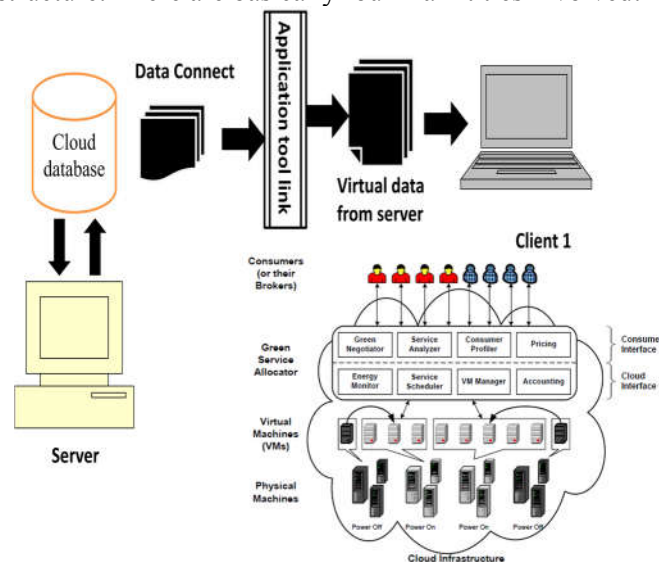 Data Connect
Cloud
database
Application tool link
Virtual data
from server
Client 1
Server
Consumers
(or their
Brokers)
Green
Negotiator
Service
Analyzer
Consumer
Profiler
Pricing
Consume
Interface
Green
Service
Allocator
Energy
Monitor
Service
Scheduler
VM Manager
Accounting
Cloud
Interface
Virtual
Machines
(VMs)
Physical
Machines
Power Off
Power On
Power On
Power Off
Cloud Infrastructure